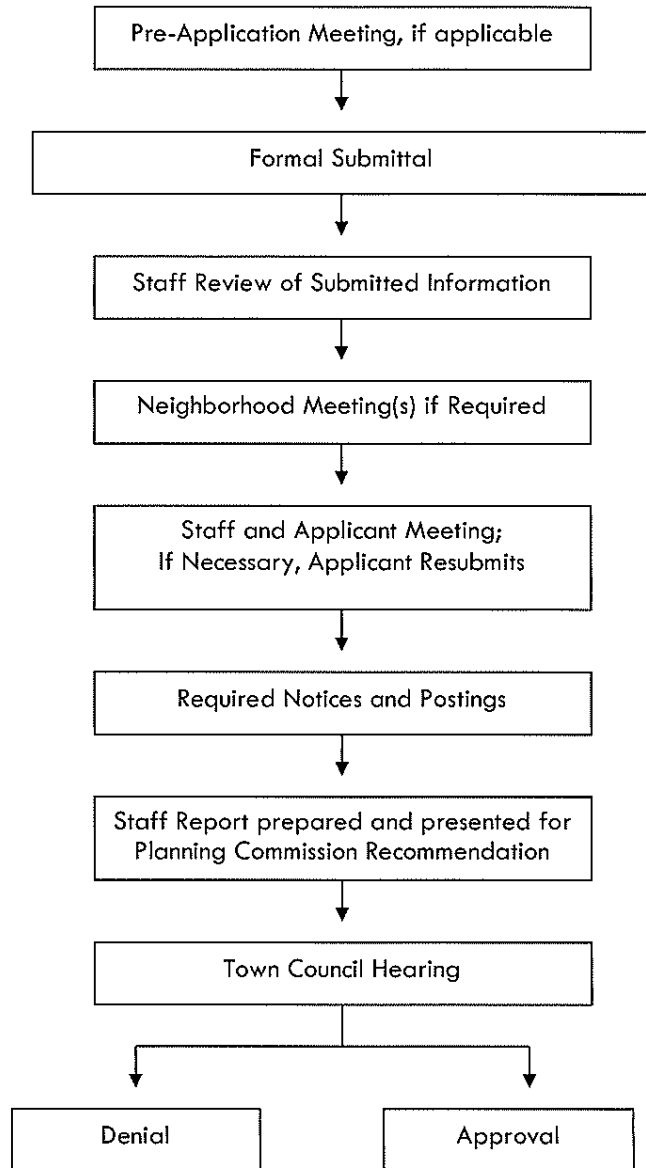 Pre-Application Meeting, if applicable
Formal Submittal
Staff Review of Submitted Information
Neighborhood Meeting(s) if Required
Staff and Applicant Meeting;
If Necessary, Applicant Resubmits
Required Notices and Postings
Staff Report prepared and presented for
Planning Commission Recommendation
Town Council Hearing
Denial
Approval